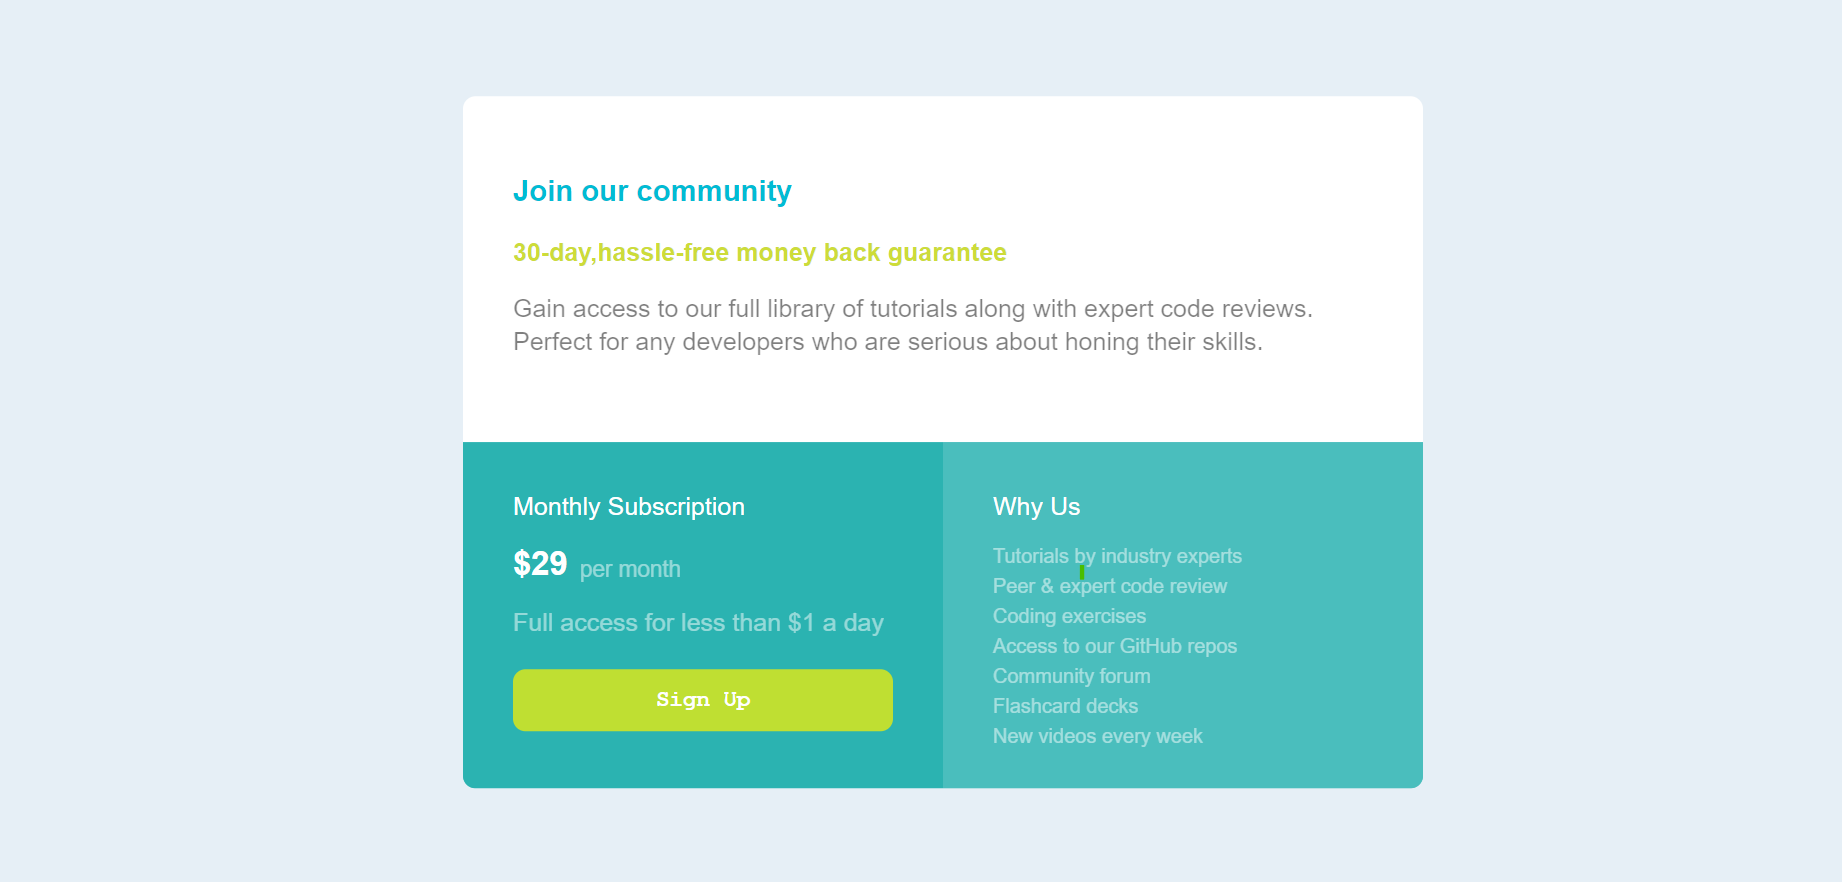 Join our community
30-day,hassle-free money back guarantee
Gain access to our full library of tutorials along with expert code reviews.
Perfect for any developers who are serious about honing their skills.
Monthly Subscription
$29 per month
Full access for less than $1 a day
Sign Up
Why Us
Tutorials by industry experts
Peer & expert code review
Coding exercises
Access to our GitHub repos
Community forum
Flashcard decks
New videos every week